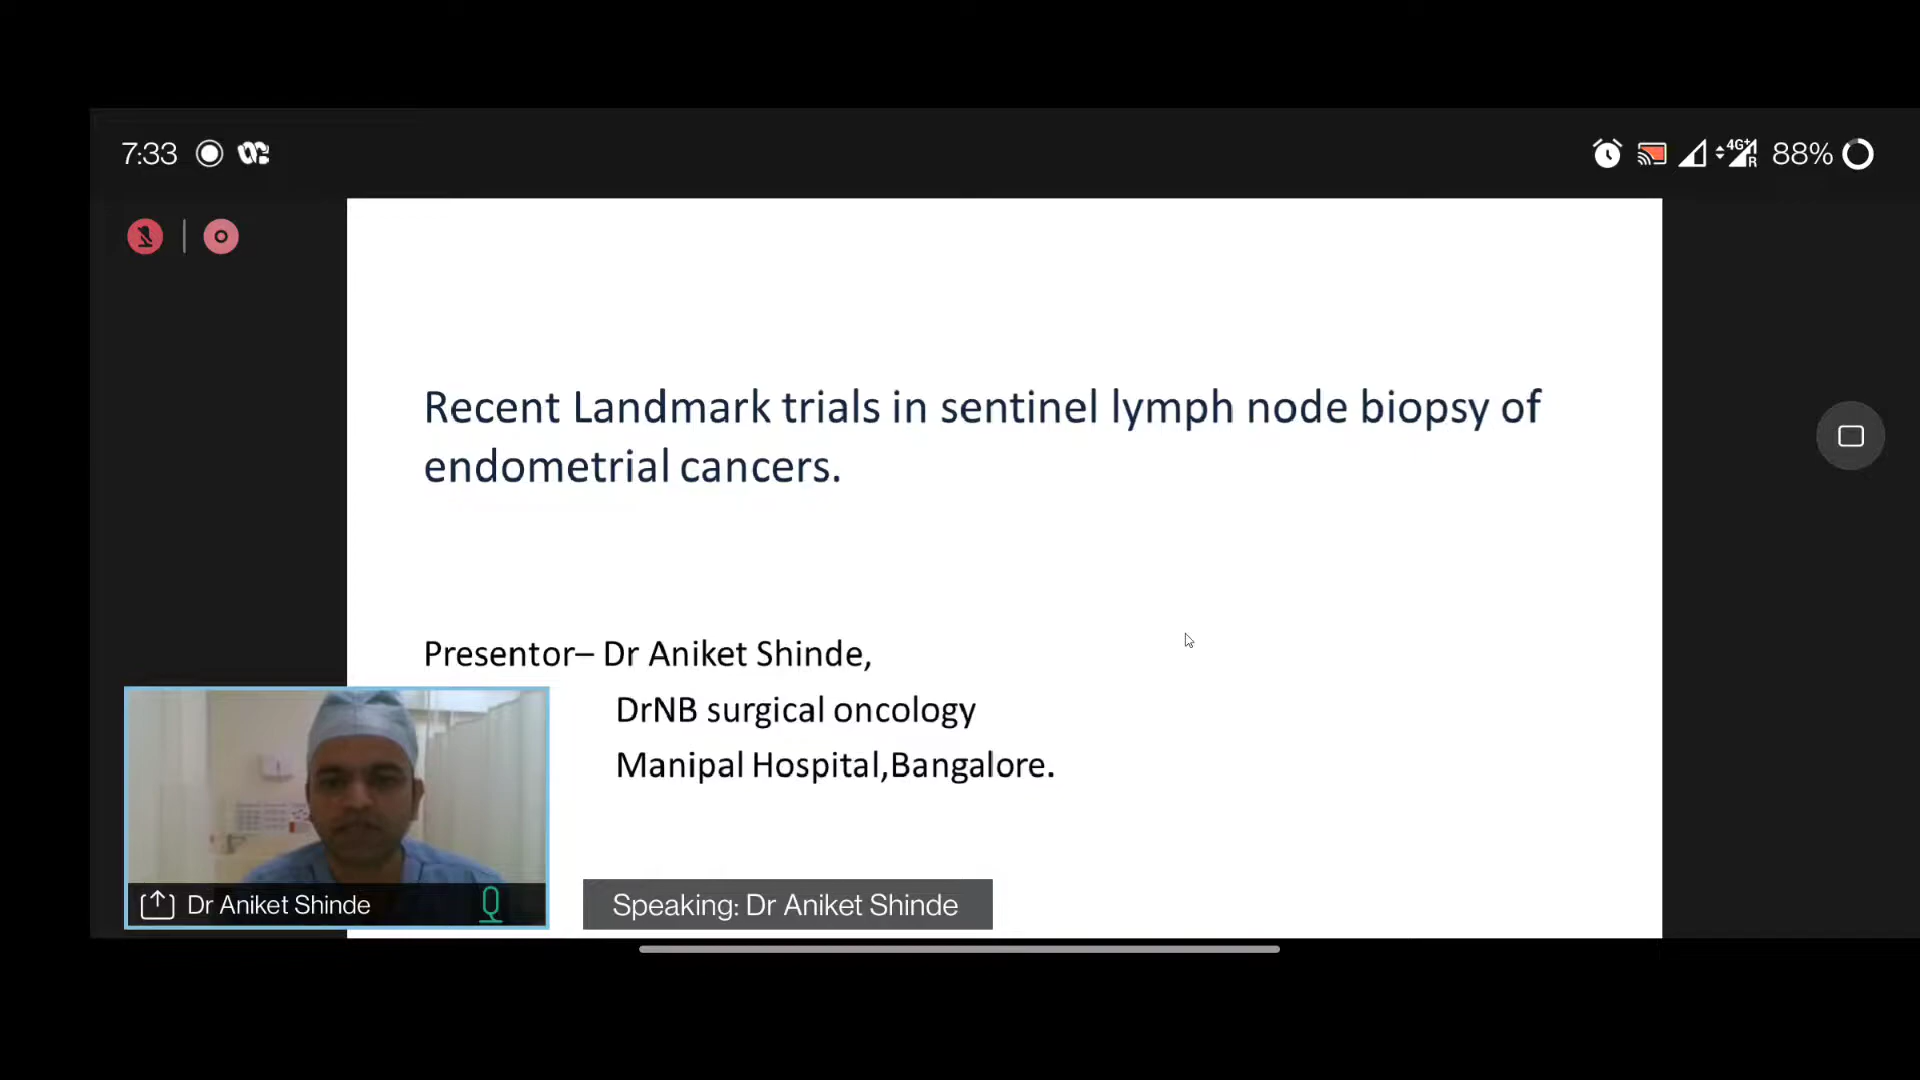 7:33
4G+
R
88%
Recent Landmark trials in sentinel lymph node biopsy of
endometrial cancers.
Presentor– Dr Aniket Shinde,
DrNB surgical oncology
Manipal Hospital,Bangalore.
Dr Aniket Shinde
Speaking: Dr Aniket Shinde